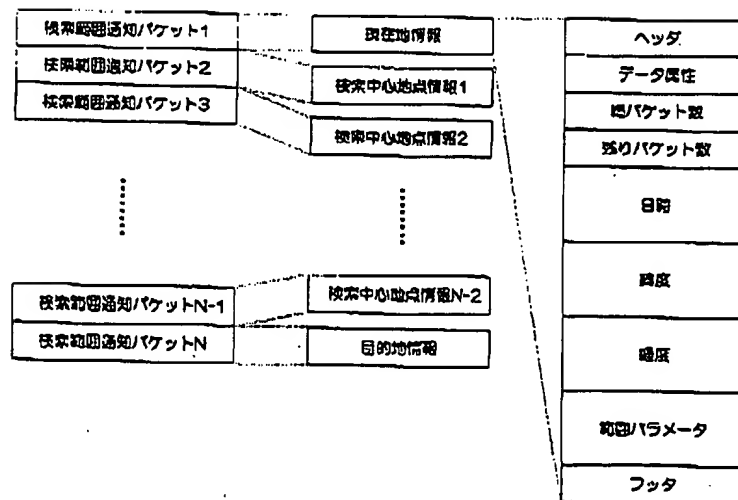 検索範囲通知パケット1
検索範囲通知パケット2
検索範囲通知パケット3
検索範囲通知パケットN-1
検索範囲通知パケットN
現在地情報
検索中心地点情報1
検索中心地点情報2
検索中心地点情報N-2
目的地情報
ヘッダ
データ属性
総パケット数
残りパケット数
日時
緯度
経度
範囲パラメータ
フッタ